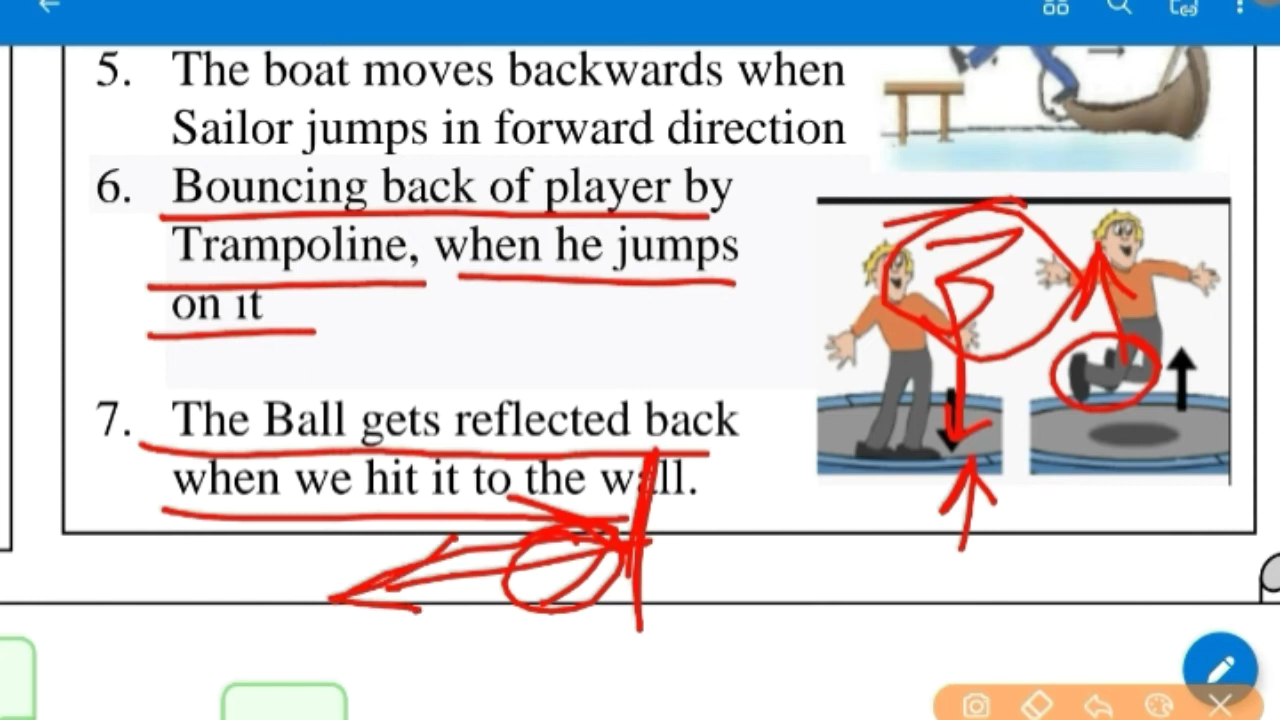 5. The boat moves backwards when
Sailor jumps in forward direction
6. Bouncing back of player by
Trampoline, when he jumps
on it
7. The Ball gets reflected back
when we hit it to the wall.